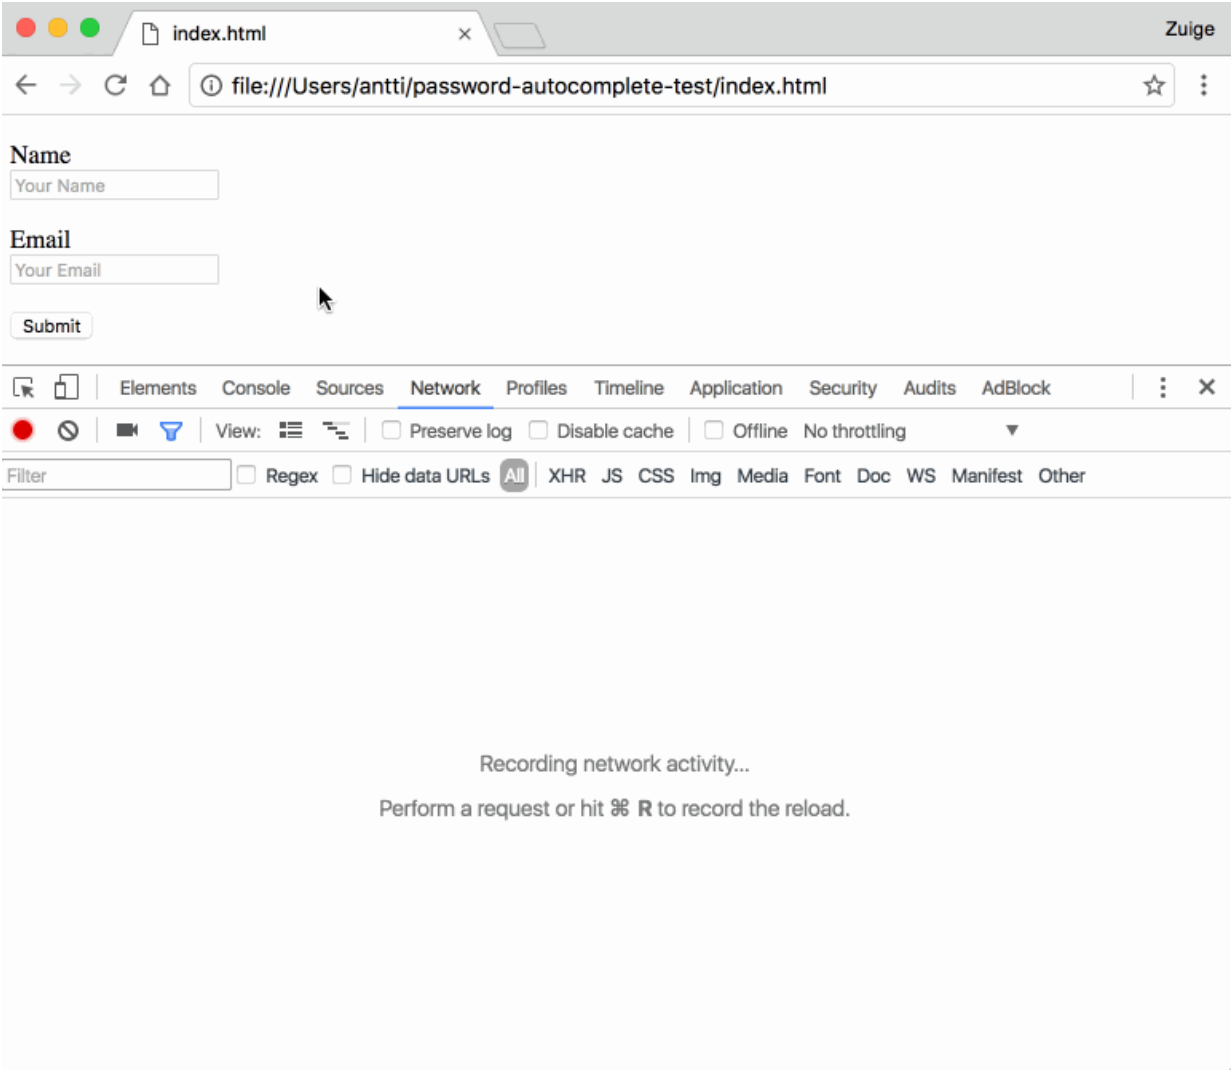 index.html
Zuige
file:///Users/antti/password-autocomplete-test/index.html
Name
Your Name
Email
Your Email
Submit
Elements Console Sources Network Profiles Timeline Application Security Audits AdBlock
View: Preserve log Disable cache Offline No throttling
Filter Regex Hide data URLs All XHR JS CSS Img Media Font Doc WS Manifest Other
Recording network activity...
Perform a request or hit ⌘ R to record the reload.